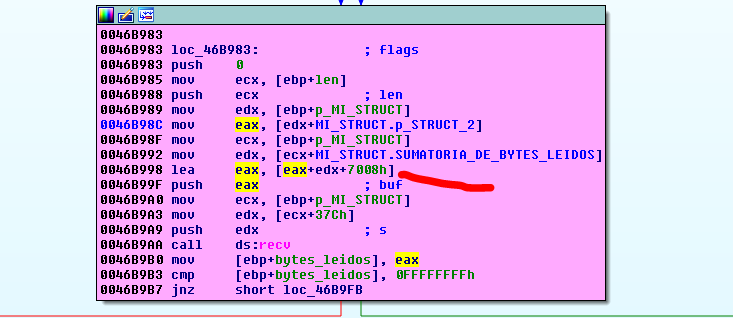 0046B983
0046B983 loc_46B983: ; flags
0046B983 push 0
0046B985 mov ecx, [ebp+len]
0046B988 push ecx ; len
0046B989 mov edx, [ebp+p_MI_STRUCT]
0046B98C mov eax, [edx+MI_STRUCT.p_STRUCT_2]
0046B98F mov ecx, [ebp+p_MI_STRUCT]
0046B992 mov edx, [ecx+MI_STRUCT.SUMATORIA_DE_BYTES_LEIDOS]
0046B998 lea eax, [eax+edx+7008h]
0046B99F push eax ; buf
0046B9A0 mov ecx, [ebp+p_MI_STRUCT]
0046B9A3 mov edx, [ecx+37Ch]
0046B9A9 push edx ; s
0046B9AA call ds:recv
0046B9B0 mov [ebp+bytes_leidos], eax
0046B9B3 cmp [ebp+bytes_leidos], 0FFFFFFFFh
0046B9B7 jnz short loc_46B9FB